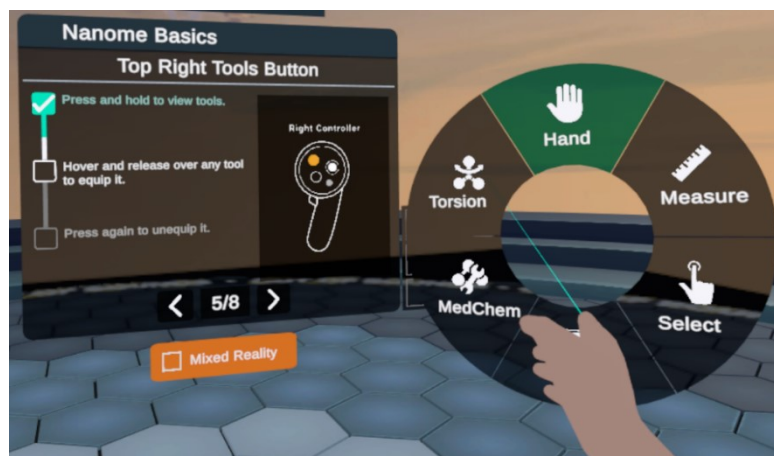 Nanome Basics
Top Right Tools Button
Press and hold to view tools.
Right Controller
Hover and release over any tool
to equip it.
Press again to unequip it.
5/8
Mixed Reality
Hand
Measure
Select
MedChem
Torsion